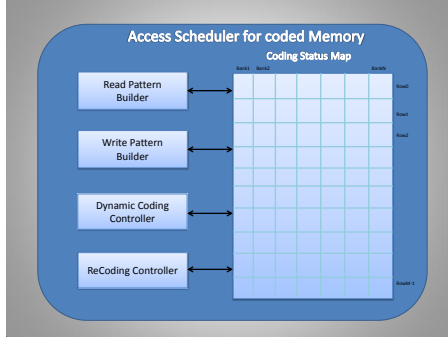 Access Scheduler for coded Memory
Coding Status Map
Bank1 Bank2 BankN
Read Pattern
Builder
Row0
Row1
Write Pattern
Builder
Row2
Dynamic Coding
Controller
ReCoding Controller
RowM-1